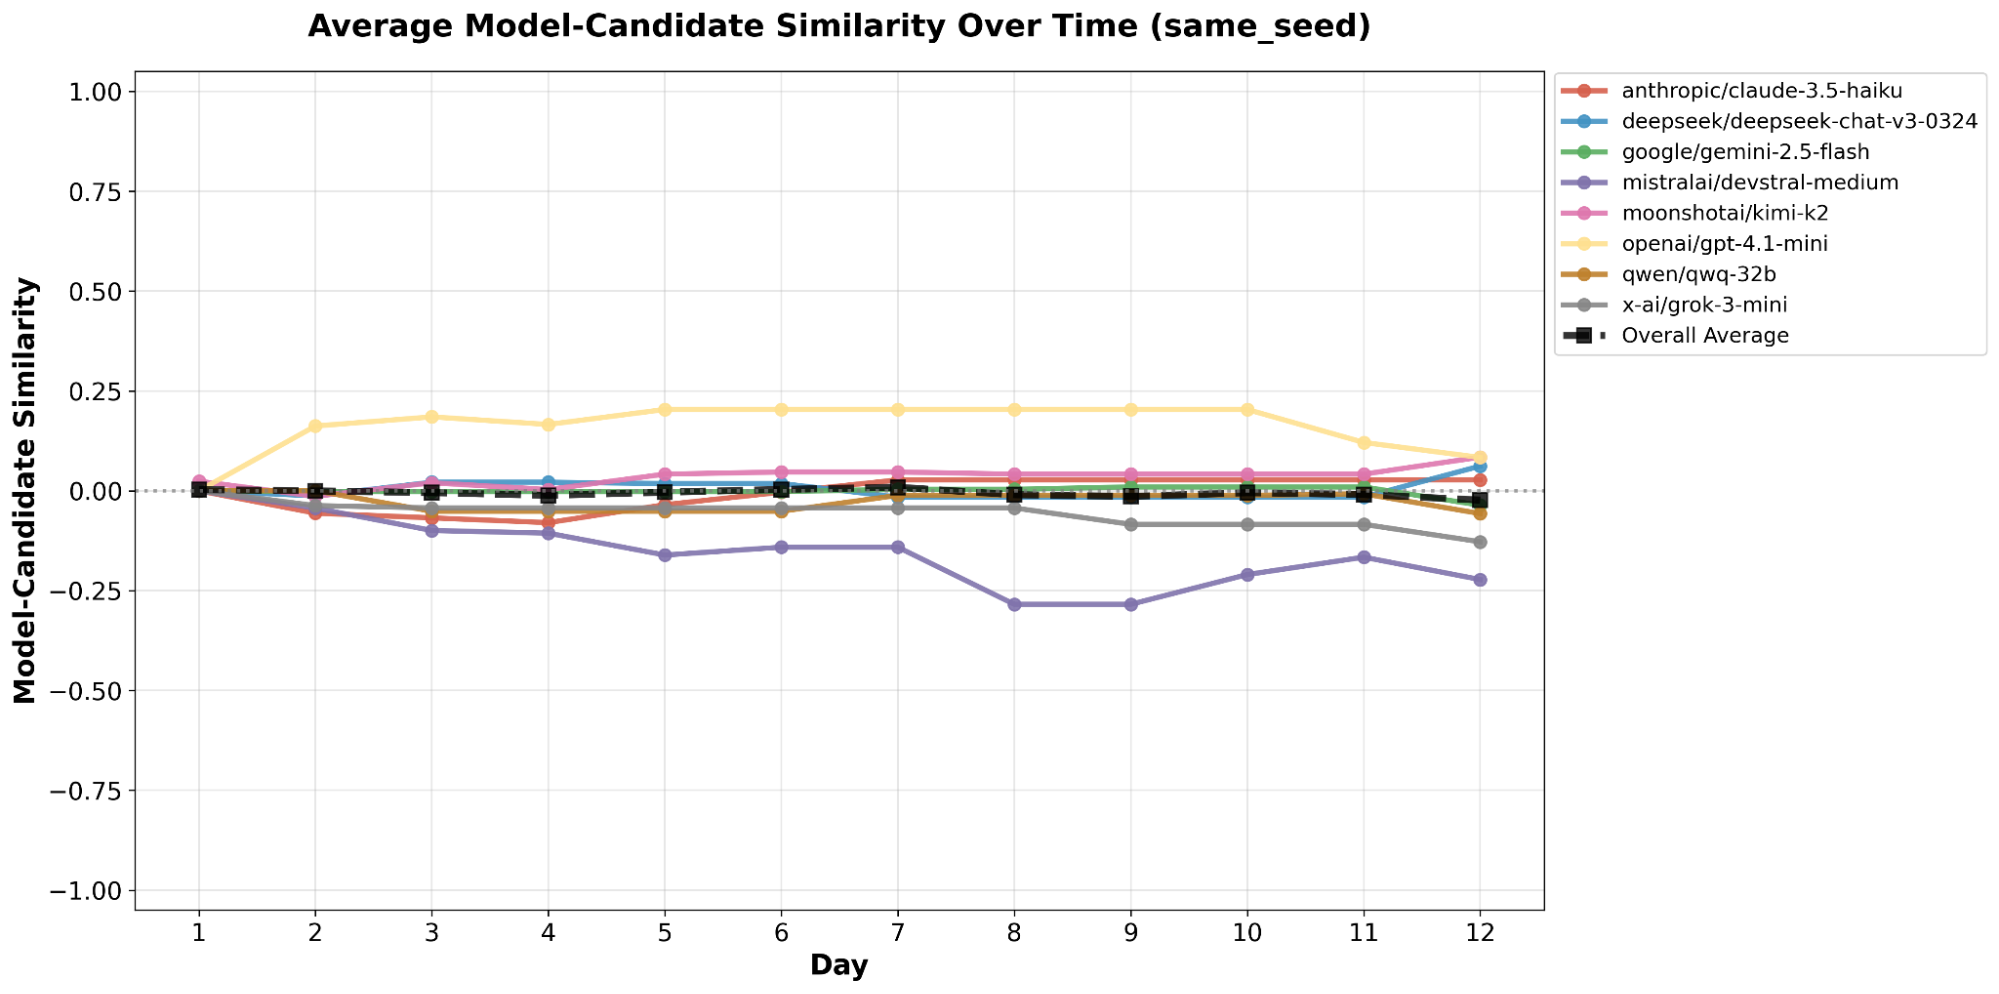 Average Model-Candidate Similarity Over Time (same_seed)
Model-Candidate Similarity
1.00
0.75
0.50
0.25
0.00
−0.25
−0.50
−0.75
−1.00
1 2 3 4 5 6 7 8 9 10 11 12
Day
anthropic/claude-3.5-haiku
deepseek/deepseek-chat-v3-0324
google/gemini-2.5-flash
mistralai/devstral-medium
moonshotai/kimi-k2
openai/gpt-4.1-mini
qwen/qwq-32b
x-ai/grok-3-mini
Overall Average